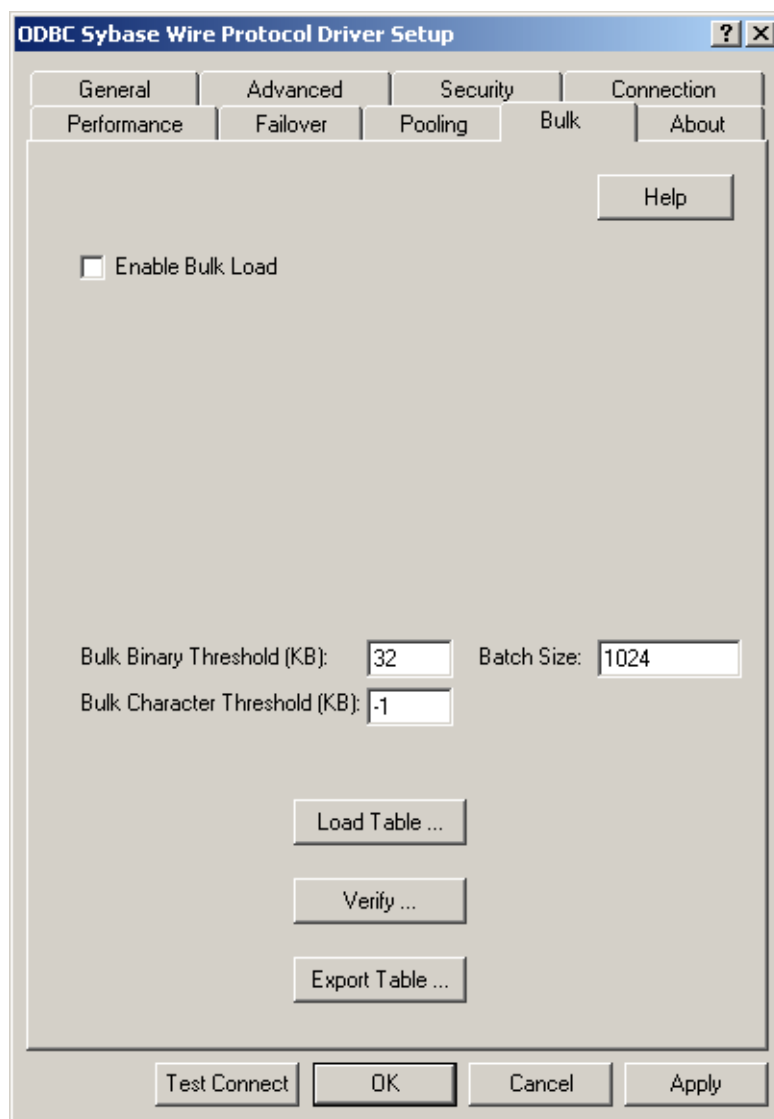 ODBC Sybase Wire Protocol Driver Setup
General Advanced Security Connection
Performance Failover Pooling Bulk About
Help
Enable Bulk Load
Bulk Binary Threshold (KB): 32 Batch Size: 1024
Bulk Character Threshold (KB): -1
Load Table ...
Verify ...
Export Table ...
Test Connect OK Cancel Apply